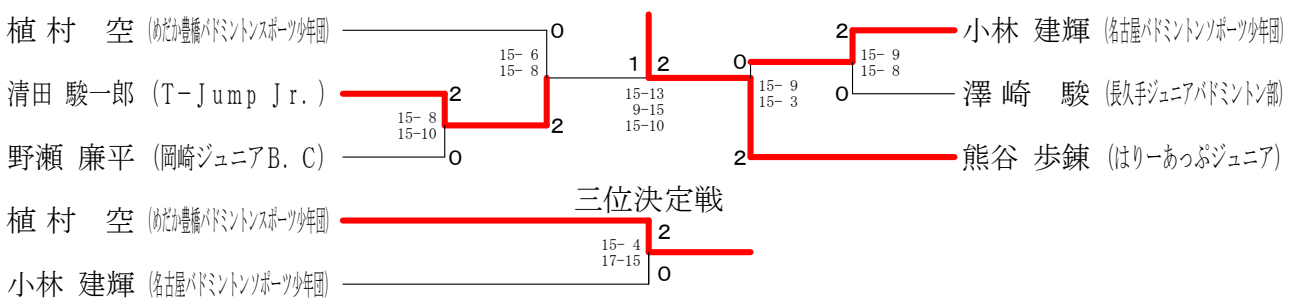 植村 空 (めだか豊橋バドミントンスポーツ少年団)
0
15- 6
15- 8
清田 駿一郎 (T-Jump Jr.)
2
15- 8
15-10
2
野瀬 廉平 (岡崎ジュニアB.C)
0
1 2
15-13
9-15
15-10
2 小林 建輝 (名古屋バドミントンソポーツ少年団)
0
15- 9
15- 8
0 澤崎 駿 (長久手ジュニアバドミントン部)
15- 9
15- 3
2 熊谷 歩錬 (はりーあっぷジュニア)
三位決定戦
植村 空 (めだか豊橋バドミントンスポーツ少年団)
2
15- 4
17-15
0
小林 建輝 (名古屋バドミントンソポーツ少年団)